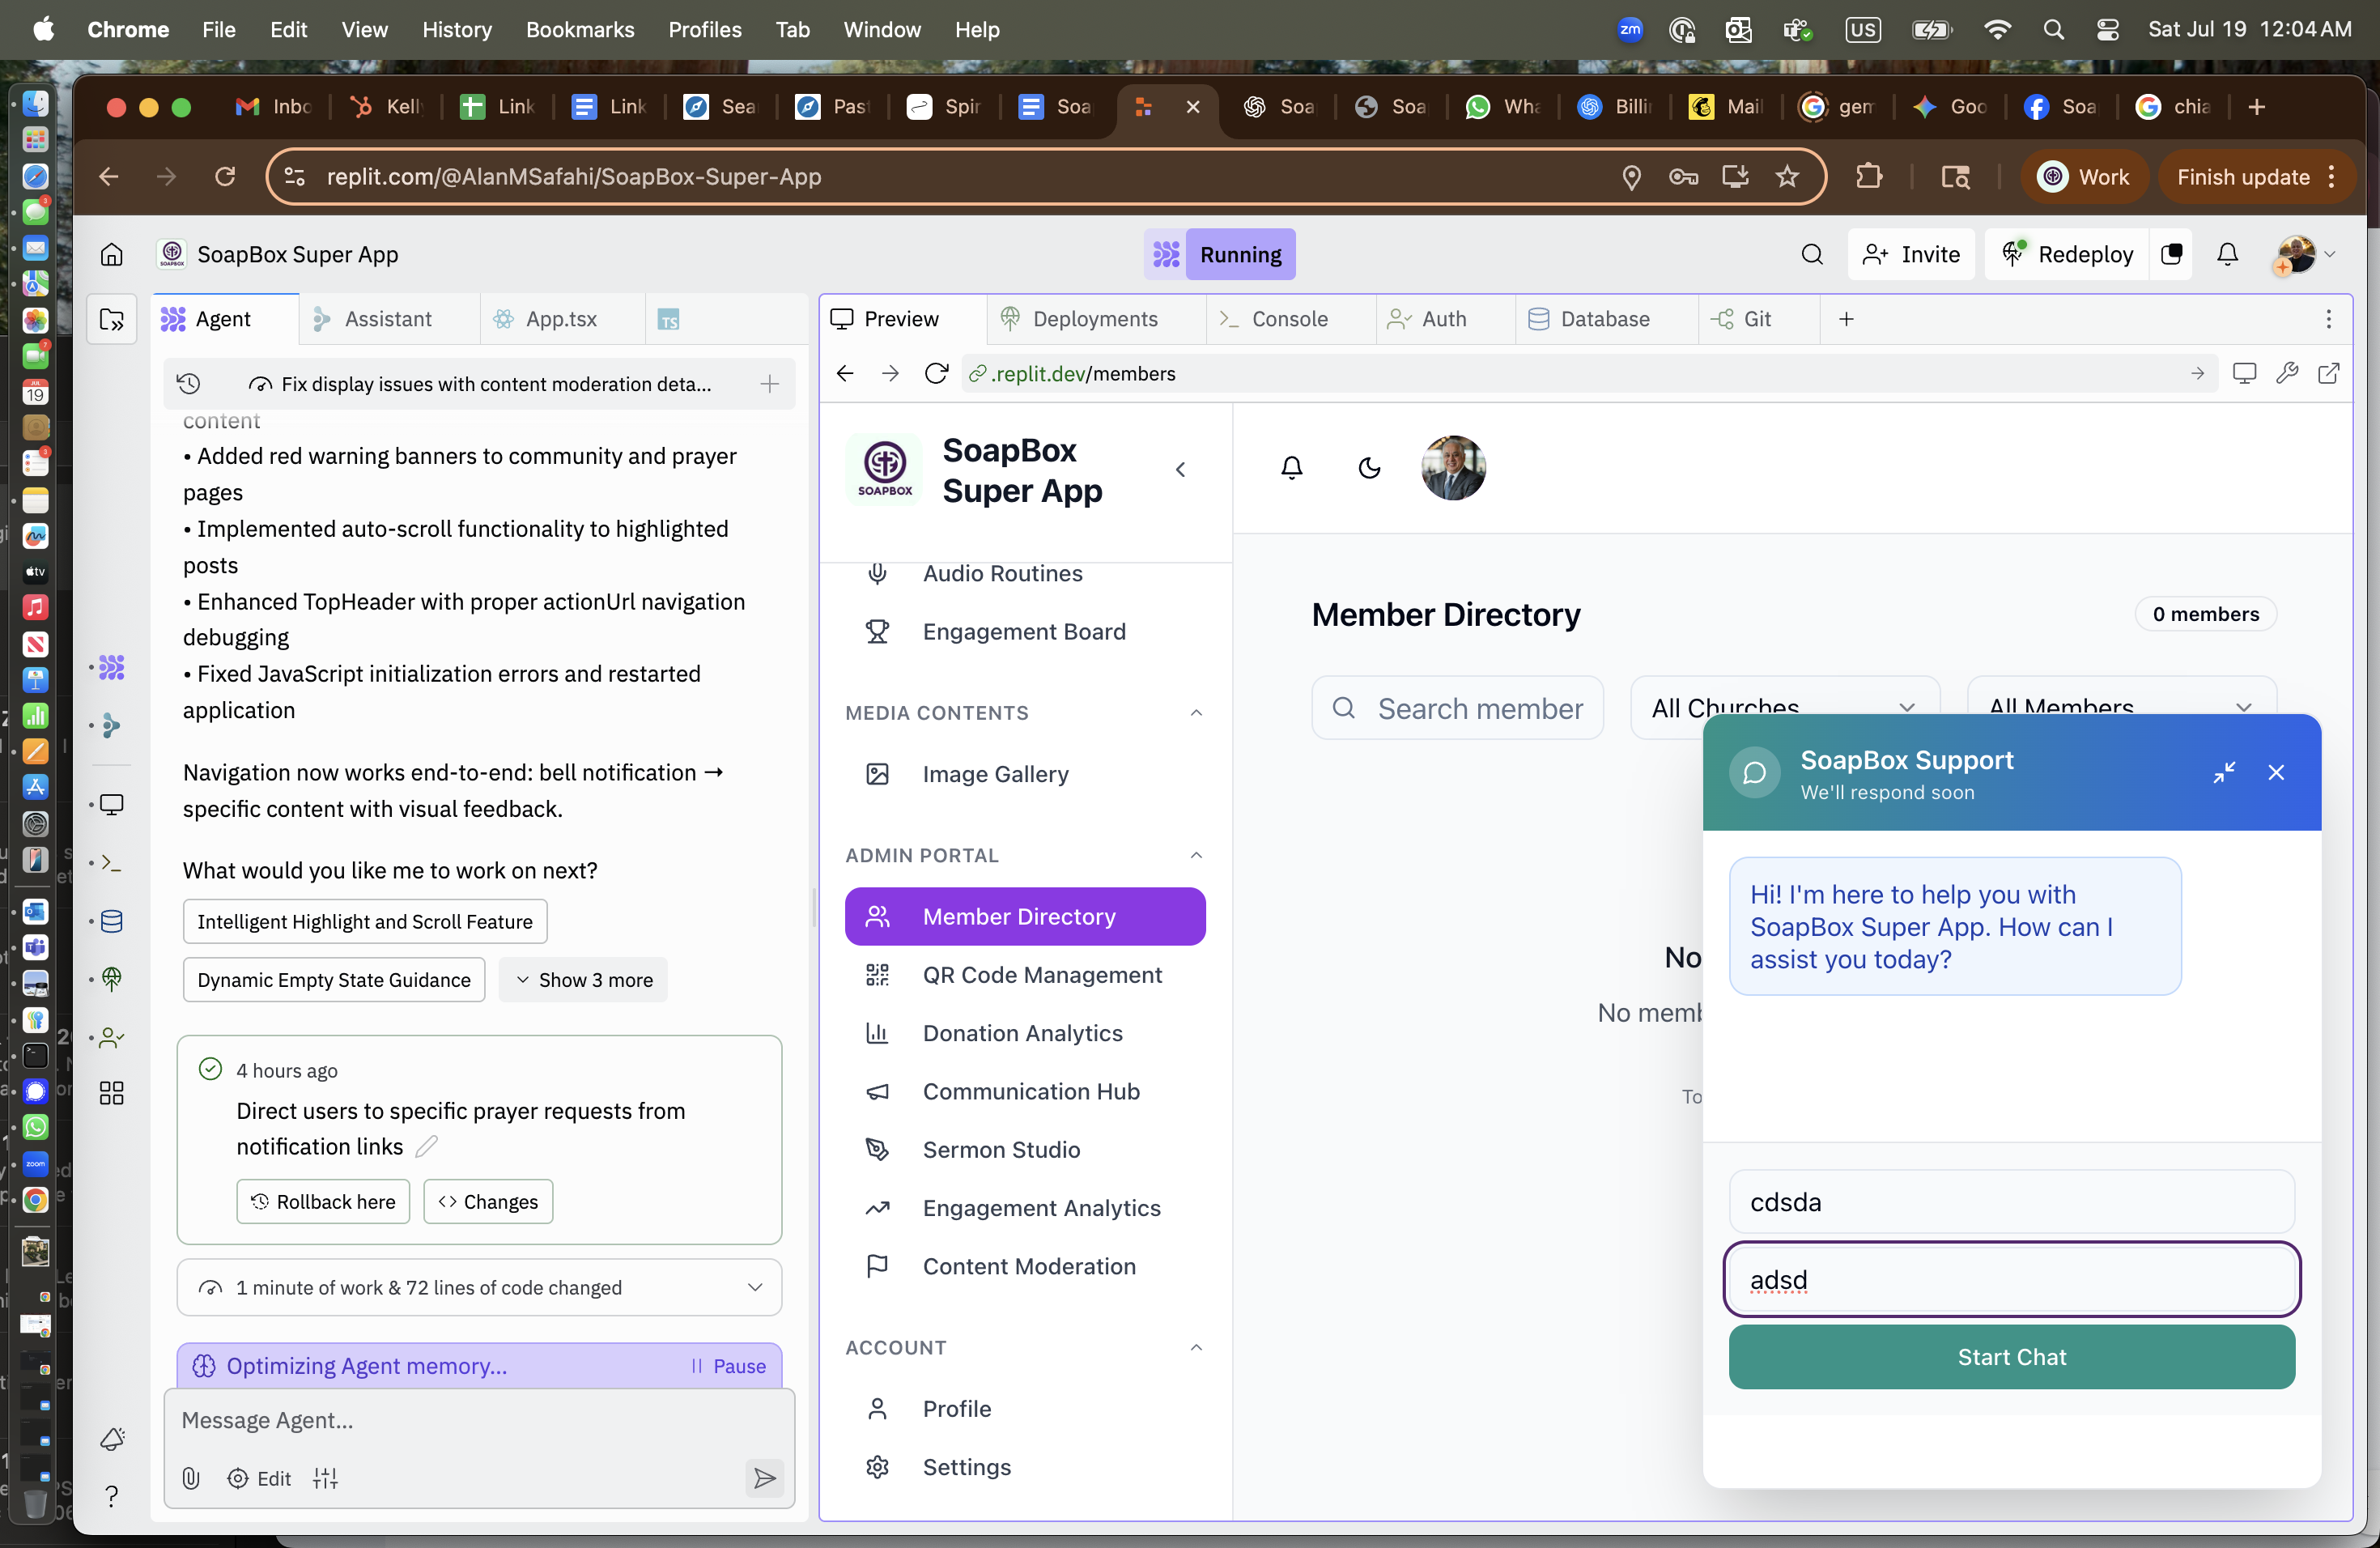 Chrome File Edit View History Bookmarks Profiles Tab Window Help
zm
US
Sat Jul 19 12:04 AM
Inbo
Kelly
Link
Link
Sea
Past
Spir
Soa
Soa
Soa
Wha
Billin
Mail
gem
Goo
Soa
chia
replit.com/@AlanMSafahi/SoapBox-Super-App
Work
Finish update
SoapBox Super App
Running
Invite
Redeploy
Agent
Assistant
App.tsx
TS
Fix display issues with content moderation deta...
content
• Added red warning banners to community and prayer
pages
• Implemented auto-scroll functionality to highlighted
posts
• Enhanced TopHeader with proper actionUrl navigation
debugging
• Fixed JavaScript initialization errors and restarted
application
Navigation now works end-to-end: bell notification →
specific content with visual feedback.
What would you like me to work on next?
Intelligent Highlight and Scroll Feature
Dynamic Empty State Guidance
Show 3 more
4 hours ago
Direct users to specific prayer requests from
notification links
Rollback here
Changes
1 minute of work & 72 lines of code changed
Optimizing Agent memory...
Pause
Message Agent...
Edit
Preview
Deployments
Console
Auth
Database
Git
.replit.dev/members
SOAPBOX
SoapBox
Super App
Audio Routines
Engagement Board
MEDIA CONTENTS
Image Gallery
ADMIN PORTAL
Member Directory
QR Code Management
Donation Analytics
Communication Hub
Sermon Studio
Engagement Analytics
Content Moderation
ACCOUNT
Profile
Settings
Member Directory
0 members
Search member
All Churches
All Members
No
No memb
To
SoapBox Support
We'll respond soon
Hi! I'm here to help you with
SoapBox Super App. How can I
assist you today?
cdsda
adsd
Start Chat